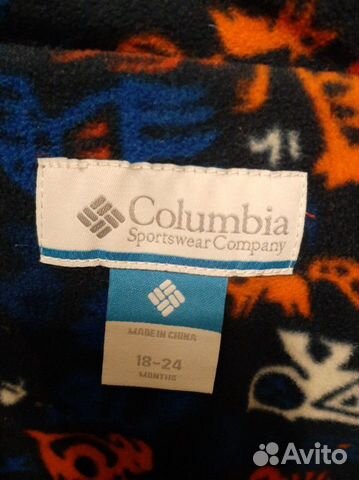 Columbia
Sportswear Company
MADE IN CHINA
18-24
MONTHS
Avito